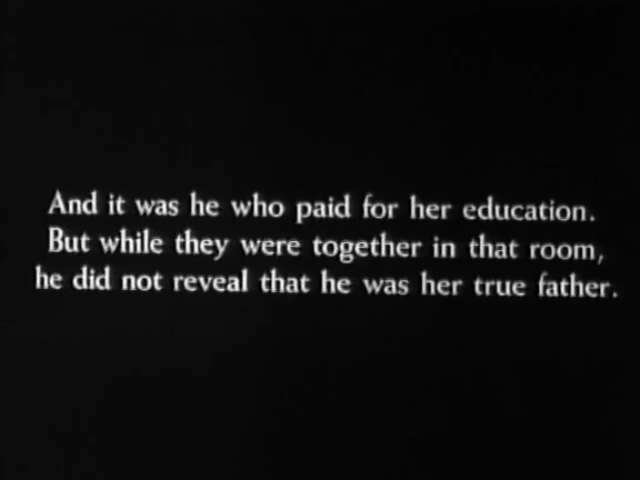 And it was he who paid for her education.
But while they were together in that room,
he did not reveal that he was her true father.